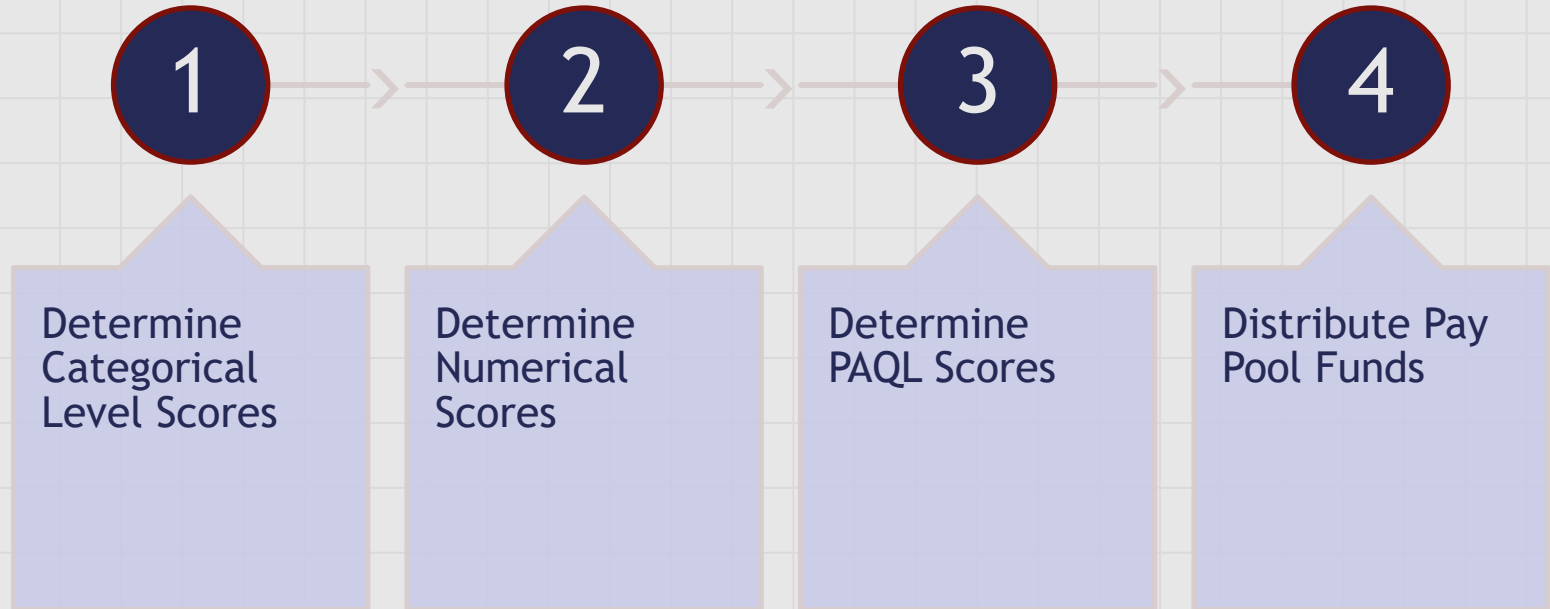 1
2
3
4
Determine
Categorical
Level Scores
Determine
Numerical
Scores
Determine
PAQL Scores
Distribute Pay
Pool Funds